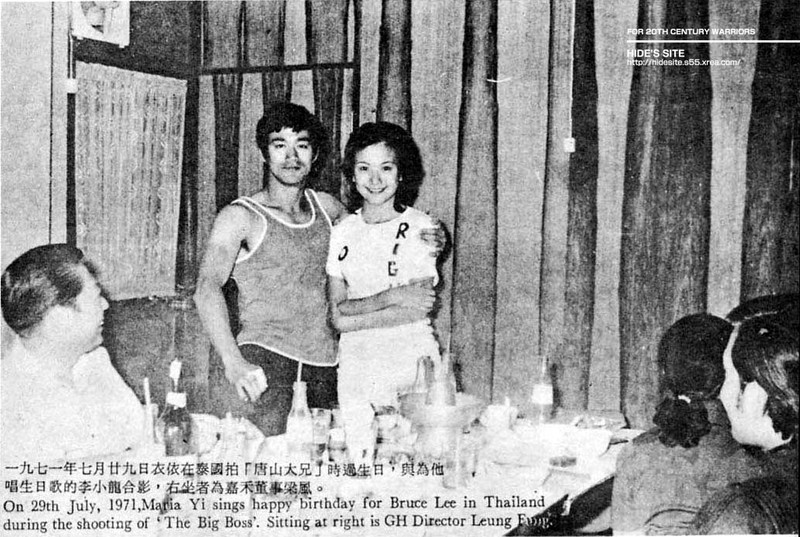 FOR 20TH CENTURY WARRIORS
HIDE'S SITE
http://hidesite.s55.xrea.com/
O
R
I
G
一九七一年七月廿九日衣依在泰國拍「唐山大兄」時過生日，與為他
唱生日歌的李小龍合影，右坐者為嘉禾董事梁風。
On 29th July, 1971,Maria Yi sings happy birthday for Bruce Lee in Thailand
during the shooting of 'The Big Boss'. Sitting at right is GH Director Leung Fung.